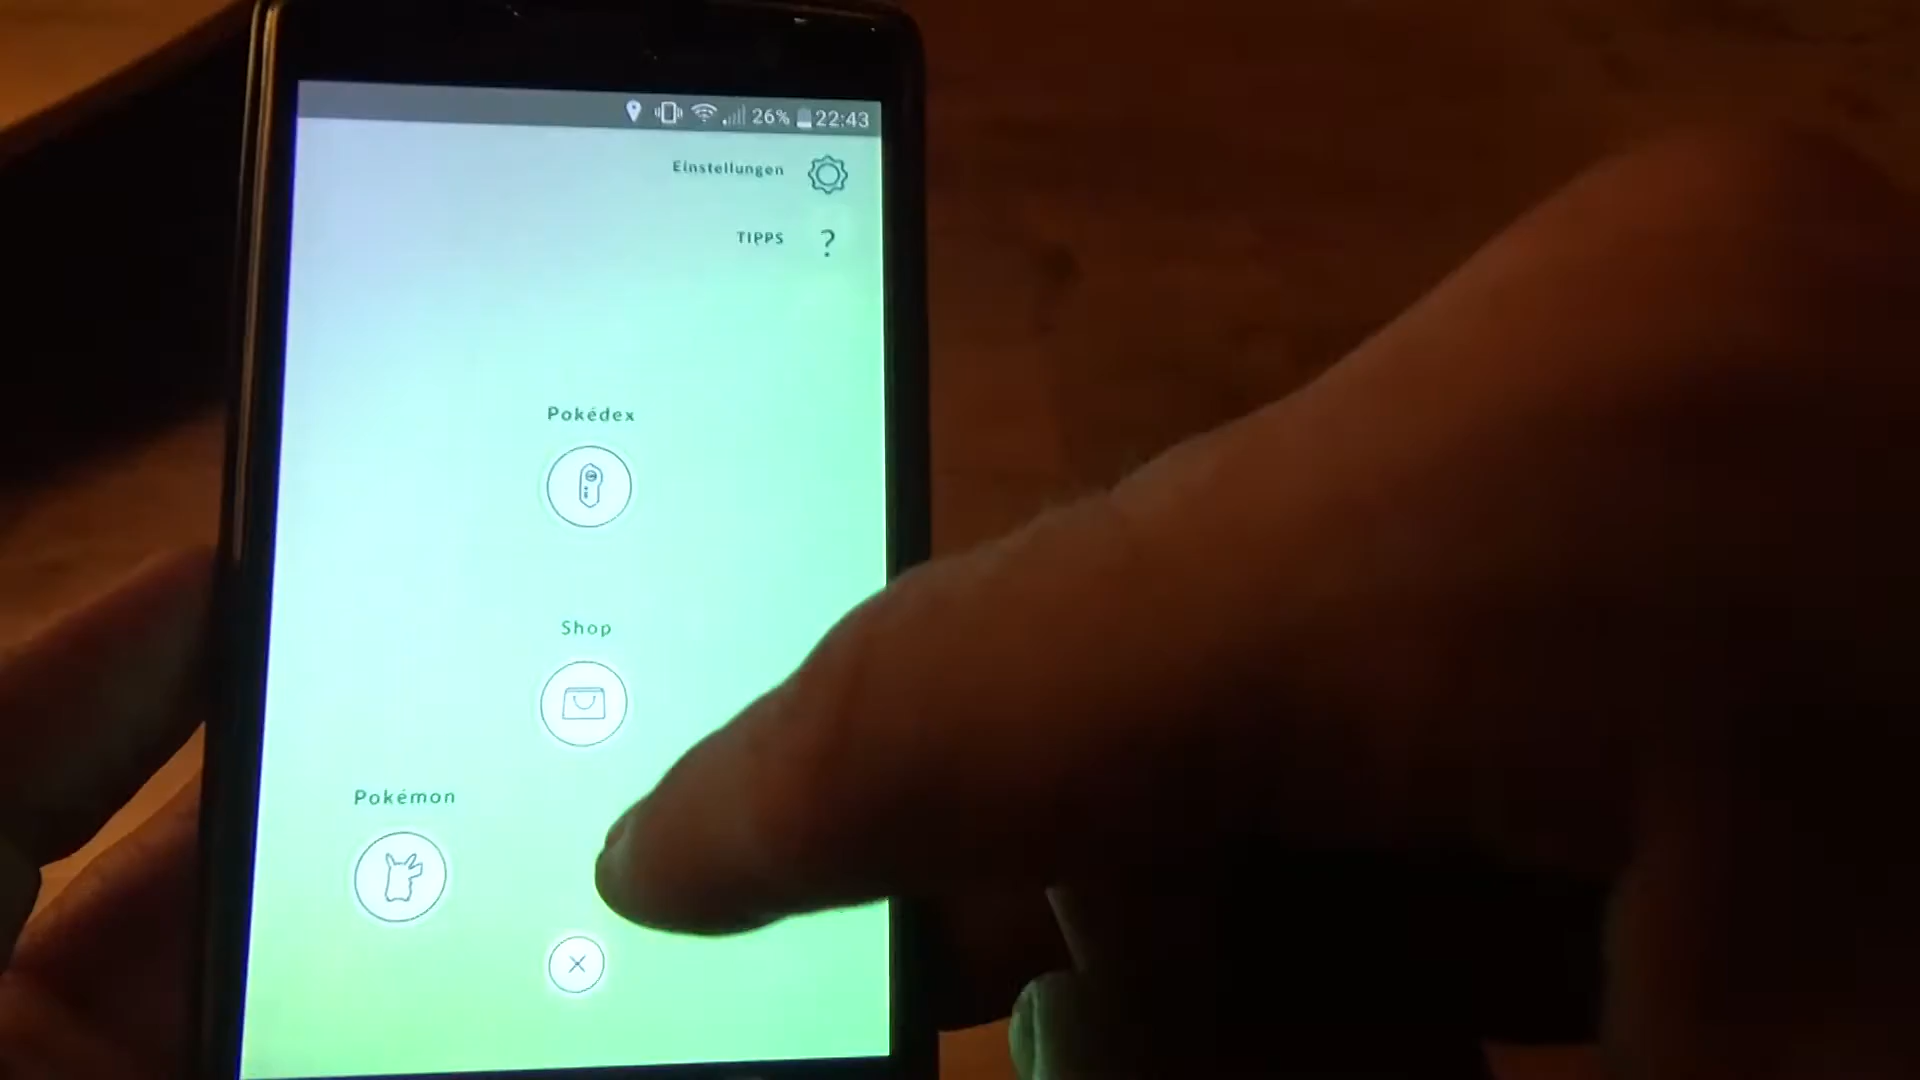 26% 22:43
Einstellungen
TIPPS ?
Pokédex
Shop
Pokémon